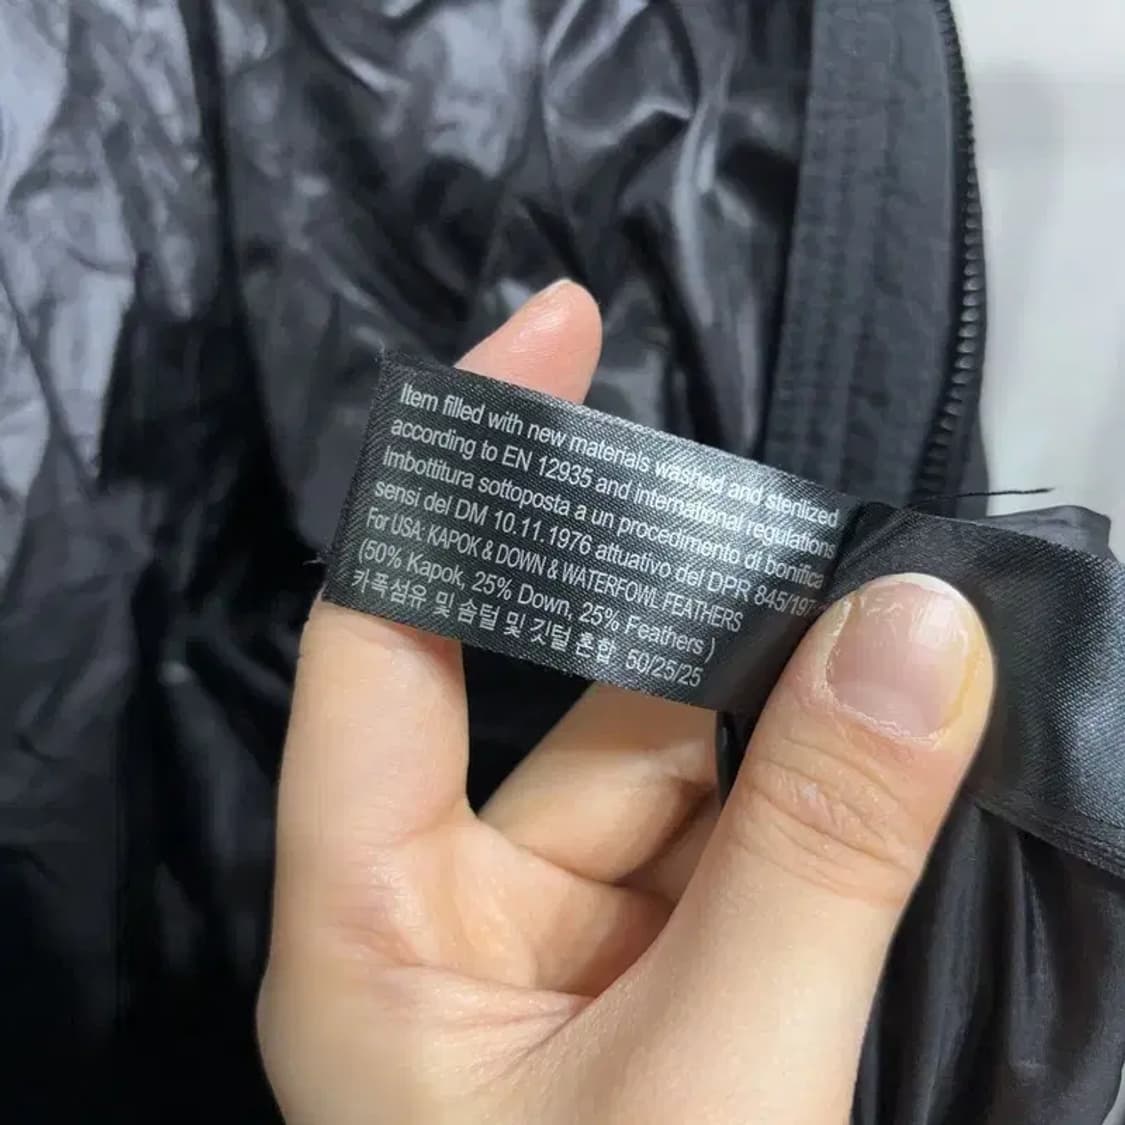 Item filled with new materials washed and sterilized
according to EN 12935 and international regulations
Imbottitura sottoposta a un procedimento di bonifica
sensi del DM 10.11.1976 attuativo del DPR 845/197
For USA: KAPOK & DOWN & WATERFOWL FEATHERS
(50% Kapok, 25% Down, 25% Feathers )
카폭섬유 및 솜털 및 깃털 혼합 50/25/25